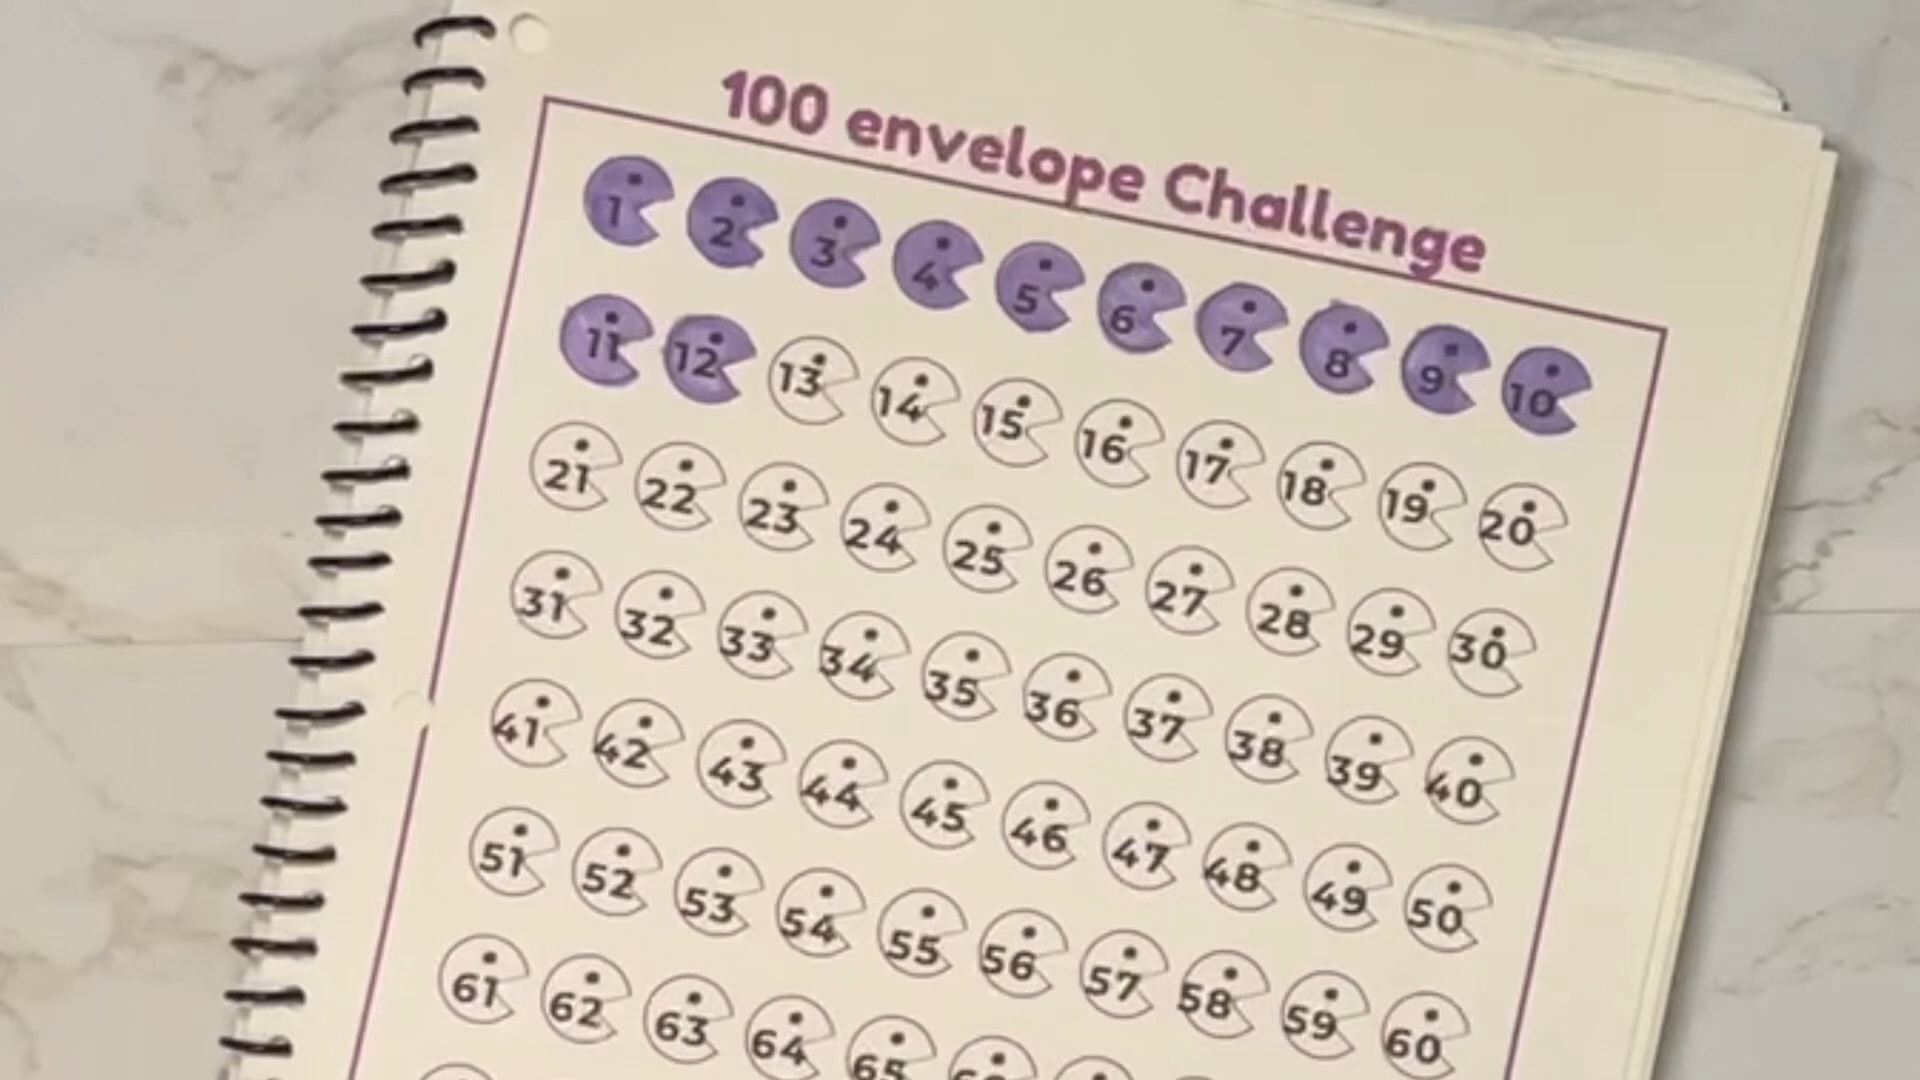 100 envelope Challenge
1 2 3 4 5 6 7 8 9 10
11 12 13 14 15 16 17 18 19 20
21 22 23 24 25 26 27 28 29 30
31 32 33 34 35 36 37 38 39 40
41 42 43 44 45 46 47 48 49 50
51 52 53 54 55 56 57 58 59 60
61 62 63 64 65